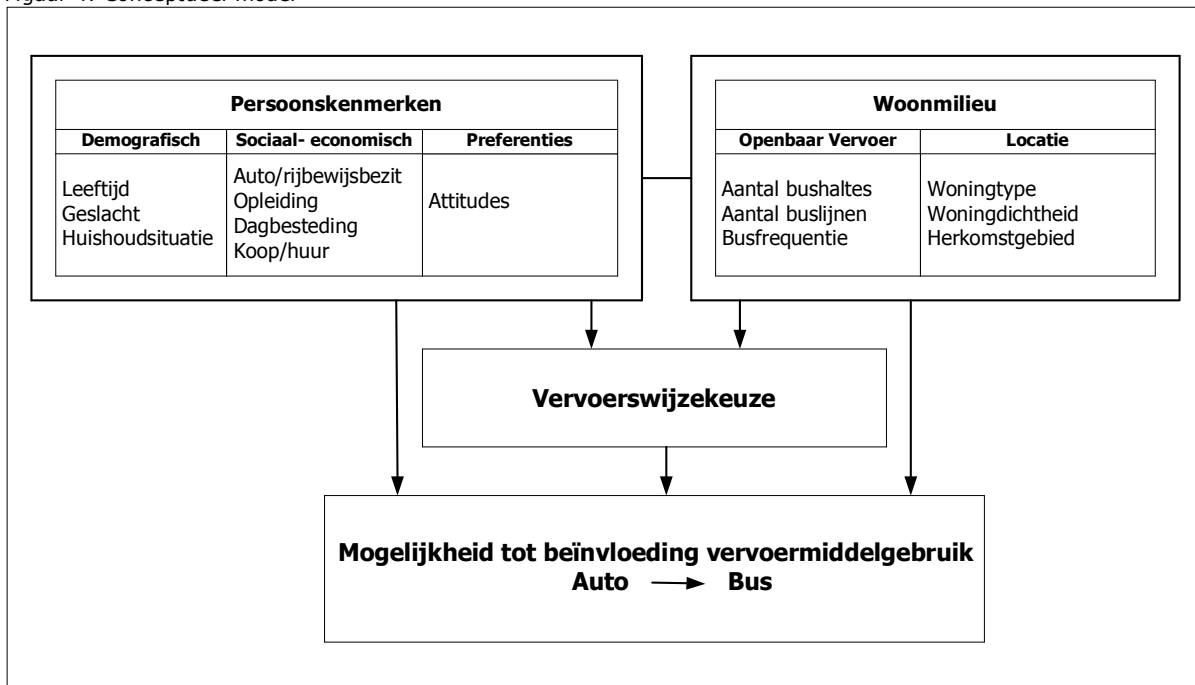 Persoonskenmerken
Demografisch
Sociaal- economisch
Preferenties
Leeftijd
Geslacht
Huishoudsituatie
Auto/rijbewijsbezit
Opleiding
Dagbesteding
Koop/huur
Attitudes
Woonmilieu
Openbaar Vervoer
Locatie
Aantal bushaltes
Aantal buslijnen
Busfrequentie
Woningtype
Woningdichtheid
Herkomstgebied
Vervoerswijzekeuze
Mogelijkheid tot beïnvloeding vervoermiddelgebruik
Auto → Bus